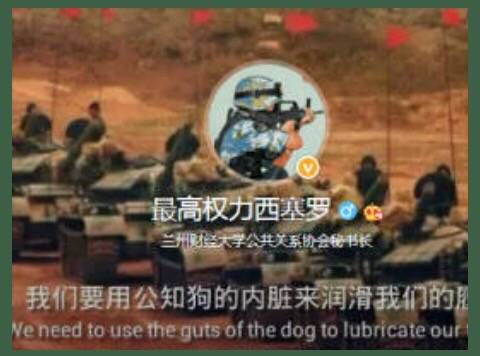 最高权力西塞罗
兰州财经大学公共关系协会秘书长
我们要用公知狗的内脏来润滑我们的
We need to use the guts of the dog to lubricate our